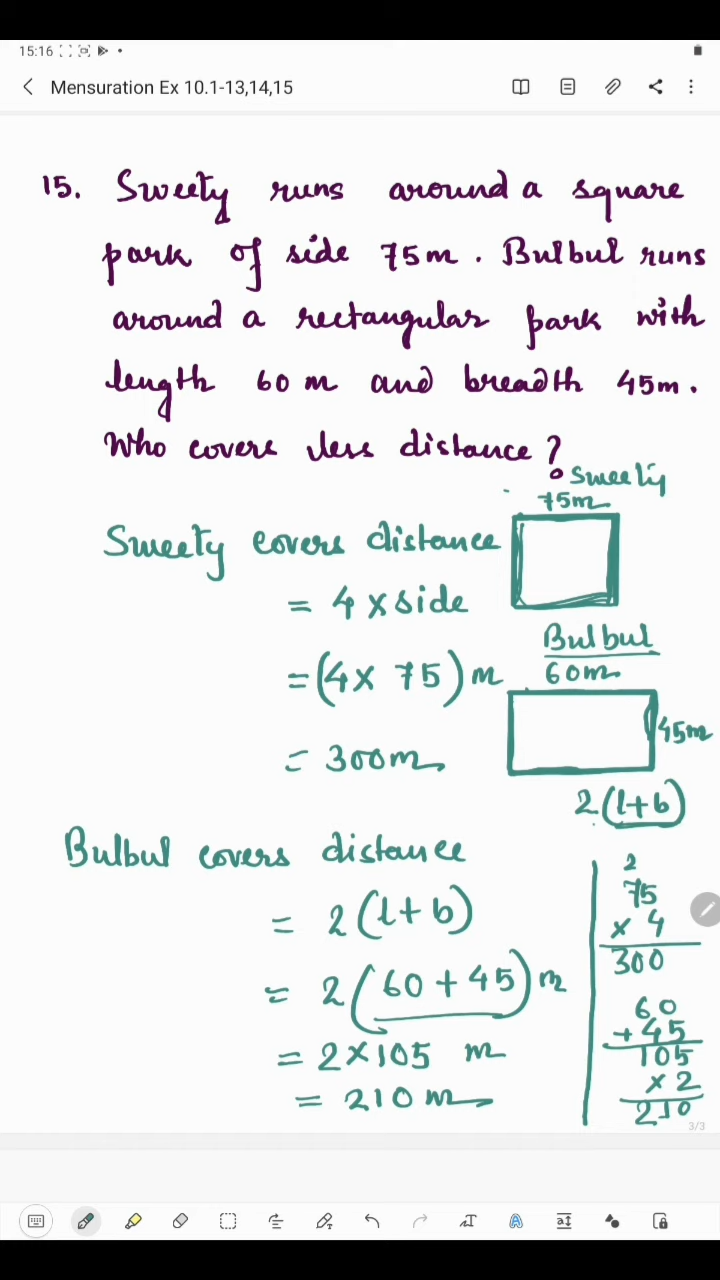 15:16
Mensuration Ex 10.1-13,14,15
15. Sweety runs around a square
park of side 75m. Bulbul runs
around a rectangular park with
length 60 m and breadth 45m.
Who covers less distance?
Sweety
75m
Sweety covers distance
= 4 x side
= (4 x 75) m
= 300m
Bulbul
60m
45m
2(l+b)
Bulbul covers distance
= 2(l+b)
= 2(60+45) m
= 2x105 m
= 210 m
2
75
x 4
300
60
+45
105
x 2
210
3/3